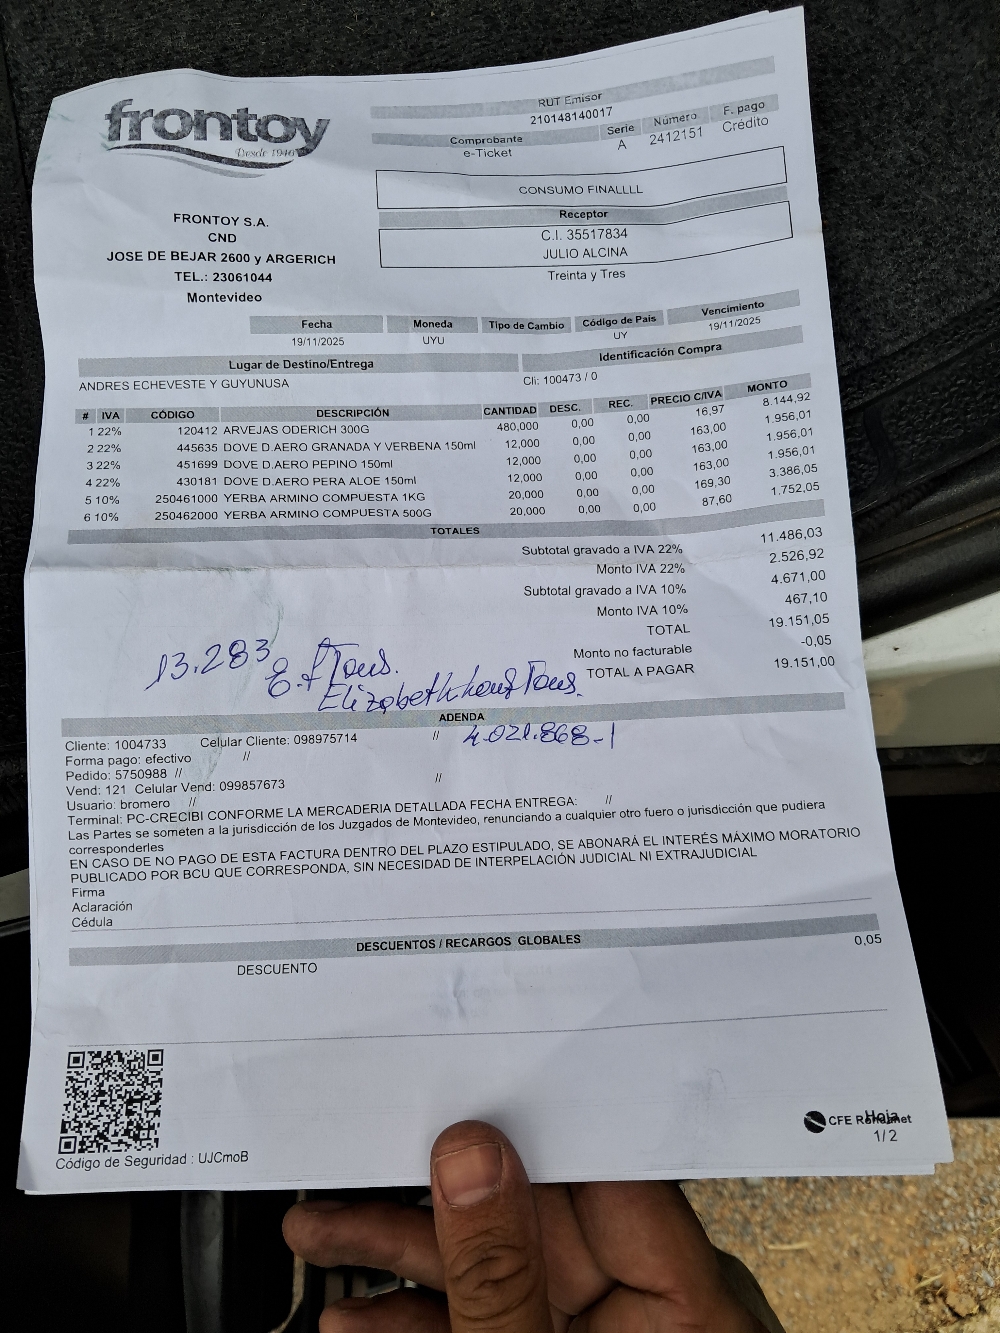 frontoy
Desde 1946
RUT Emisor
210148140017
Comprobante Serie Número F. pago
e-Ticket A 2412151 Crédito
CONSUMO FINALLLL
Receptor
C.I. 35517834
JULIO ALCINA
Treinta y Tres
FRONTOY S.A.
CND
JOSE DE BEJAR 2600 y ARGERICH
TEL.: 23061044
Montevideo
Fecha Moneda Tipo de Cambio Código de País Vencimiento
19/11/2025 UYU UY 19/11/2025
Lugar de Destino/Entrega Identificación Compra
ANDRES ECHEVESTE Y GUYUNUSA Cli: 100473 / 0
# IVA CÓDIGO DESCRIPCIÓN CANTIDAD DESC. REC. PRECIO C/IVA MONTO
1 22% 120412 ARVEJAS ODERICH 300G 480,000 0,00 0,00 16,97 8.144,92
2 22% 445635 DOVE D.AERO GRANADA Y VERBENA 150ml 12,000 0,00 0,00 163,00 1.956,01
3 22% 451699 DOVE D.AERO PEPINO 150ml 12,000 0,00 0,00 163,00 1.956,01
4 22% 430181 DOVE D.AERO PERA ALOE 150ml 12,000 0,00 0,00 163,00 1.956,01
5 10% 250461000 YERBA ARMINO COMPUESTA 1KG 20,000 0,00 0,00 169,30 3.386,05
6 10% 250462000 YERBA ARMINO COMPUESTA 500G 20,000 0,00 0,00 87,60 1.752,05
TOTALES
Subtotal gravado a IVA 22% 11.486,03
Monto IVA 22% 2.526,92
Subtotal gravado a IVA 10% 4.671,00
Monto IVA 10% 467,10
TOTAL 19.151,05
Monto no facturable -0,05
TOTAL A PAGAR 19.151,00
13.283
Elizabeth
ADENDA
4.021.868-1
Cliente: 1004733 Celular Cliente: 098975714 //
Forma pago: efectivo //
Pedido: 5750988 //
Vend: 121 Celular Vend: 099857673 //
Usuario: bromero //
Terminal: PC-CRECIBI CONFORME LA MERCADERIA DETALLADA FECHA ENTREGA: //
Las Partes se someten a la jurisdicción de los Juzgados de Montevideo, renunciando a cualquier otro fuero o jurisdicción que pudiera
corresponderles
EN CASO DE NO PAGO DE ESTA FACTURA DENTRO DEL PLAZO ESTIPULADO, SE ABONARÁ EL INTERÉS MÁXIMO MORATORIO
PUBLICADO POR BCU QUE CORRESPONDA, SIN NECESIDAD DE INTERPELACIÓN JUDICIAL NI EXTRAJUDICIAL
Firma
Aclaración
Cédula
DESCUENTOS / RECARGOS GLOBALES
DESCUENTO 0,05
Código de Seguridad : UJCmoB
CFE
Hoja
1/2